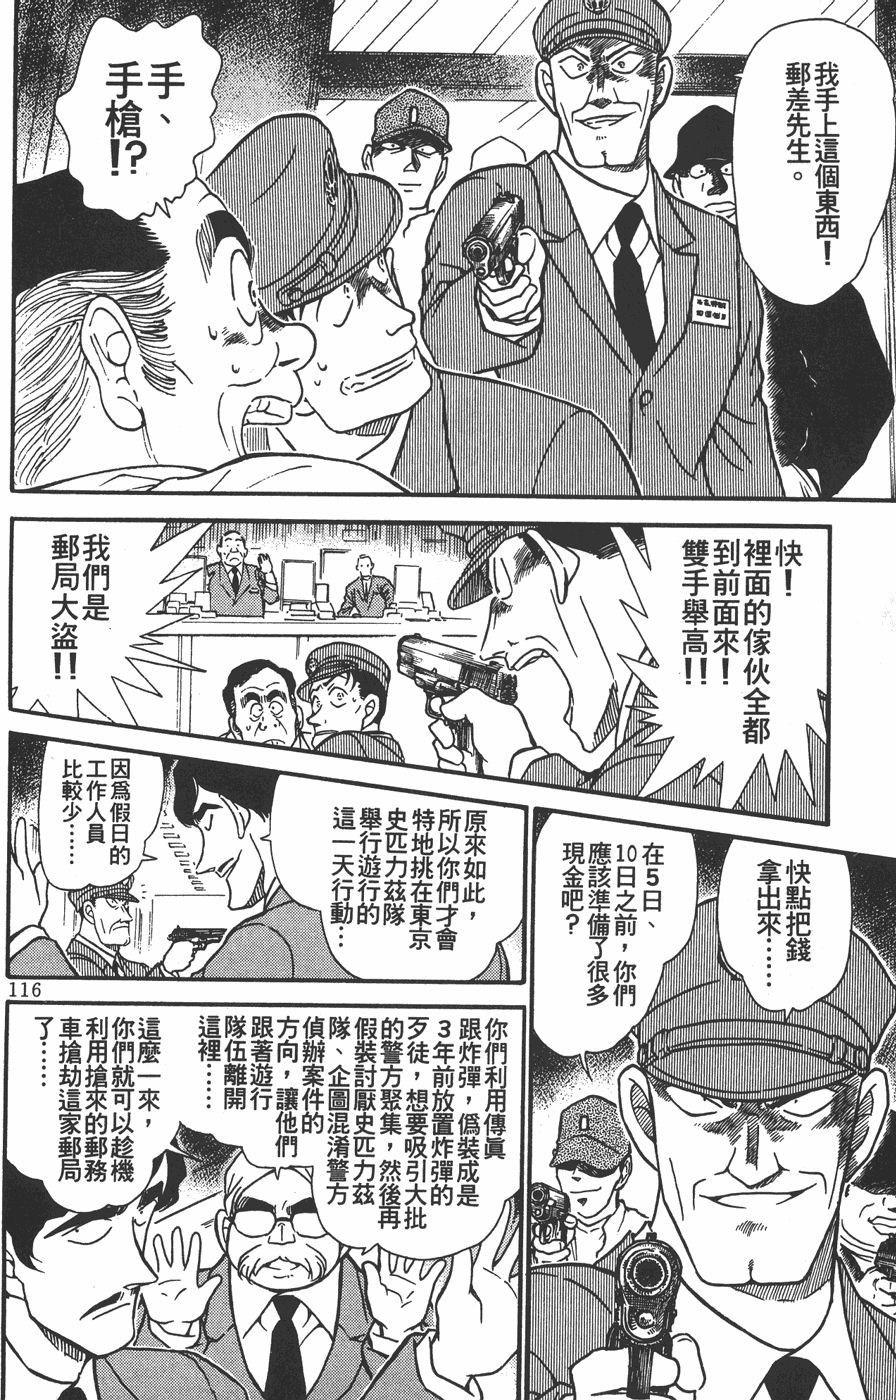 我手上這個東西！
郵差先生。
手、
手槍!?
快！
裡面的傢伙全都
到前面來！
雙手舉高!!
我們是
郵局大盜!!
快點把錢
拿出來……
在5日、
10日之前，你們
應該準備了很多
現金吧？
原來如此，
所以你們才會
特地挑在東京
史匹力茲隊
舉行遊行的
這一天行動…
因爲假日的
工作人員
比較少……
116
你們利用傳眞
跟炸彈，僞裝成是
3年前放置炸彈的
歹徒，想要吸引大批
的警方聚集，然後再
假裝討厭史匹力茲
隊、企圖混淆警方
偵辦案件的
方向，讓他們
跟著遊行
隊伍離開
這裡……
這麼一來，
你們就可以趁機
利用搶來的郵務
車搶劫這家郵局
了……